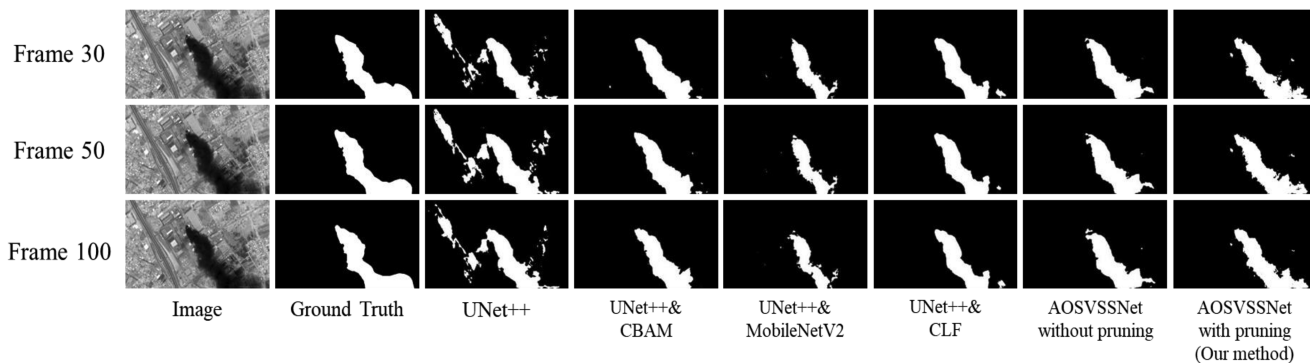 Frame 30
Frame 50
Frame 100
Image
Ground Truth
UNet++
UNet++&
CBAM
UNet++&
MobileNetV2
UNet++&
CLF
AOSVSSNet
without pruning
AOSVSSNet
with pruning
(Our method)